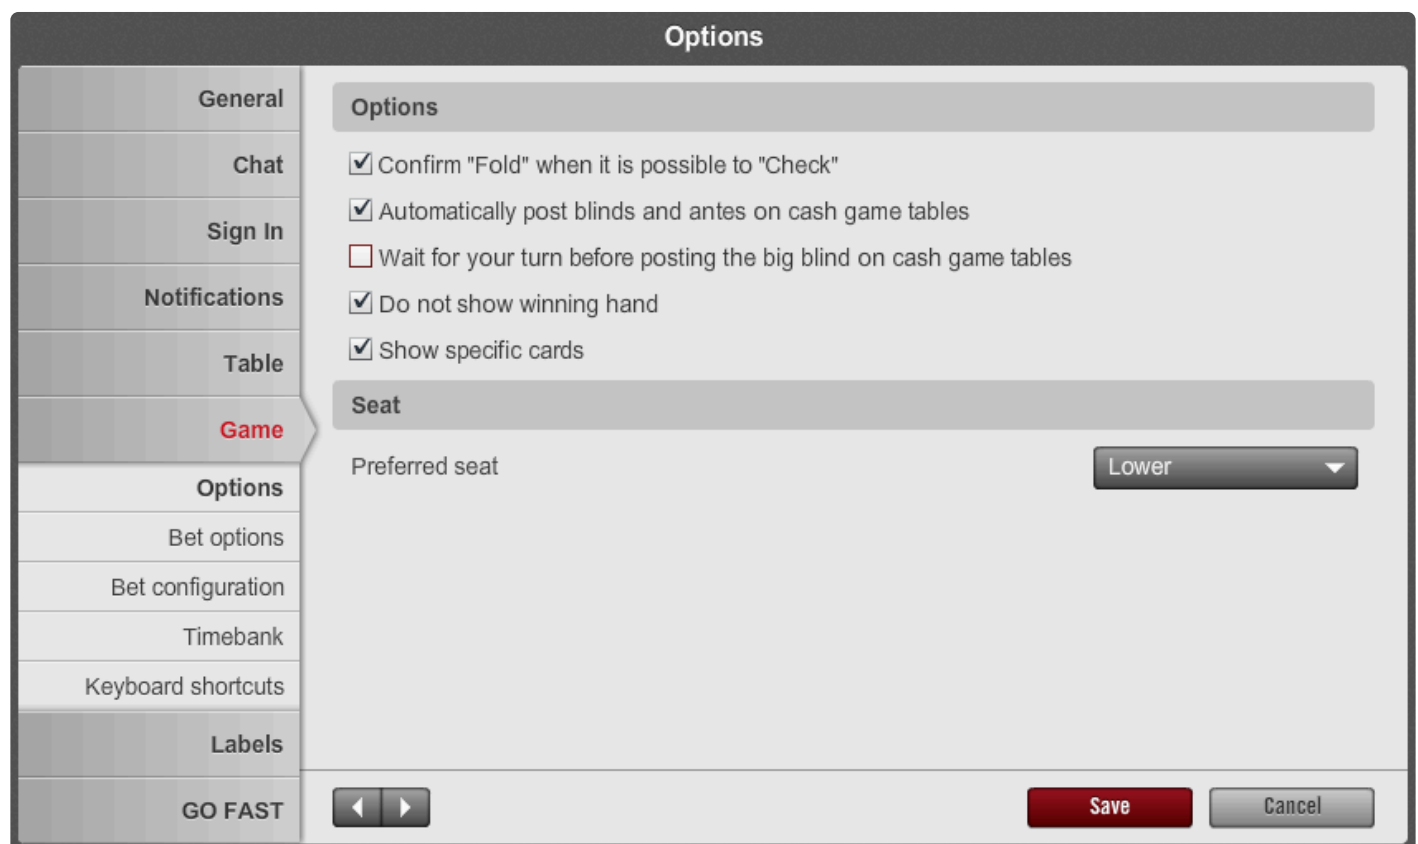 Options
General
Chat
Sign In
Notifications
Table
Game
Options
Bet options
Bet configuration
Timebank
Keyboard shortcuts
Labels
GO FAST
Options
Confirm "Fold" when it is possible to "Check"
Automatically post blinds and antes on cash game tables
Wait for your turn before posting the big blind on cash game tables
Do not show winning hand
Show specific cards
Seat
Preferred seat Lower
Save Cancel